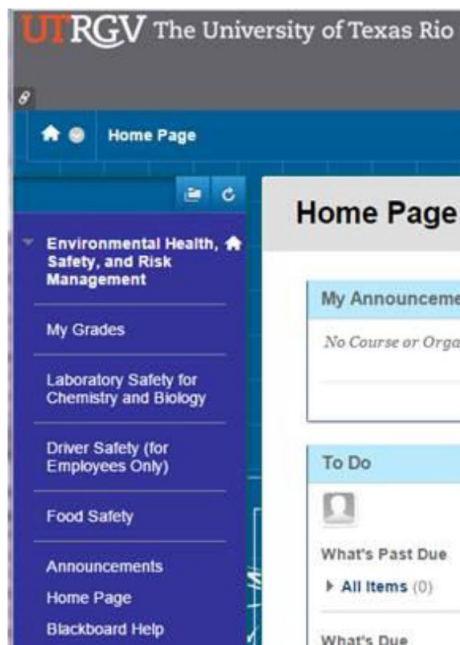 UTRGV The University of Texas Rio
Home Page
Home Page
Environmental Health,
Safety, and Risk
Management
My Grades
Laboratory Safety for
Chemistry and Biology
Driver Safety (for
Employees Only)
Food Safety
Announcements
Home Page
Blackboard Help
My Announceme
No Course or Orga
To Do
What's Past Due
All Items (0)
What's Due